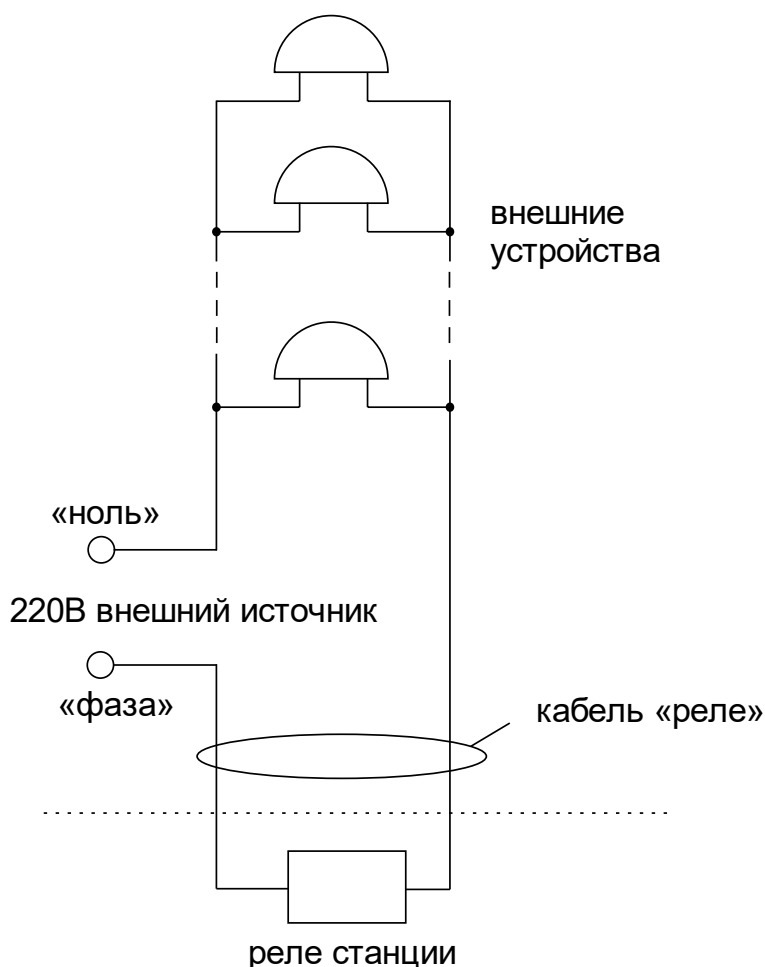 внешние
устройства
«ноль»
220В внешний источник
«фаза»
кабель «реле»
реле станции